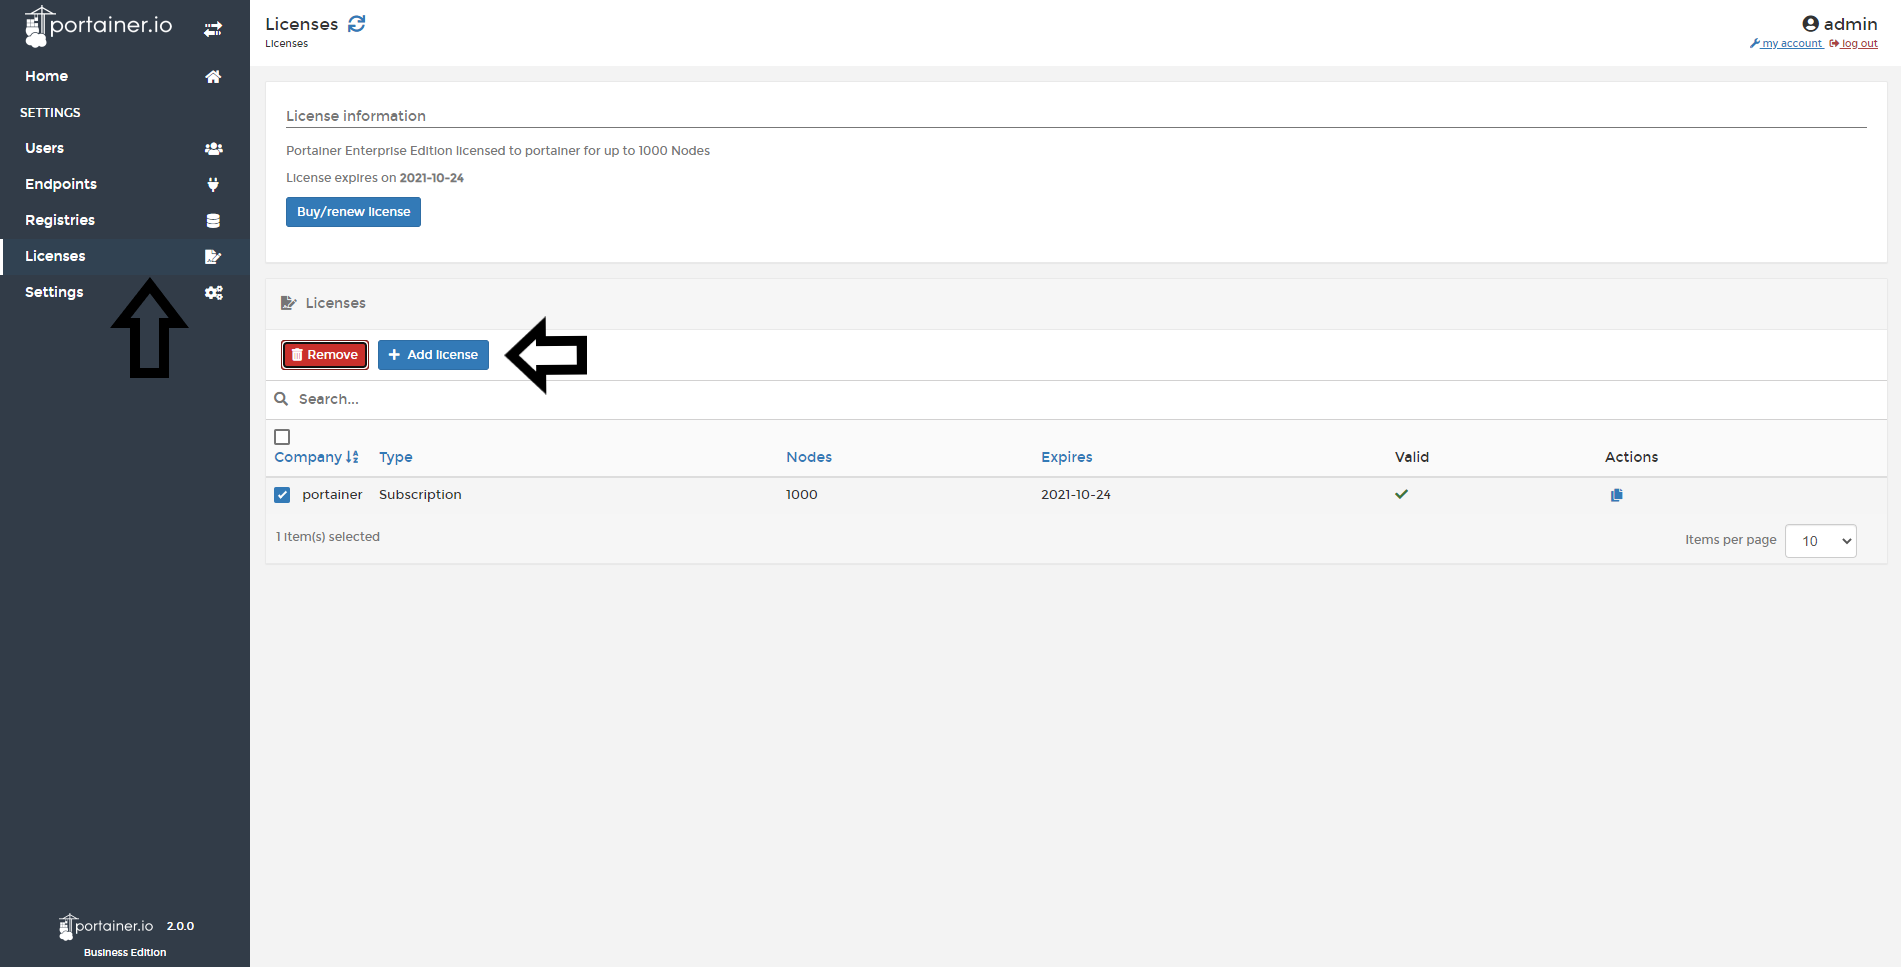 portainer.io
Home
SETTINGS
Users
Endpoints
Registries
Licenses
Settings
portainer.io 2.0.0
Business Edition
Licenses
Licenses
admin
my account log out
License information
Portainer Enterprise Edition licensed to portainer for up to 1000 Nodes
License expires on 2021-10-24
Buy/renew license
Licenses
Remove Add license
Search...
Company Type Nodes Expires Valid Actions
portainer Subscription 1000 2021-10-24
1 item(s) selected
Items per page 10